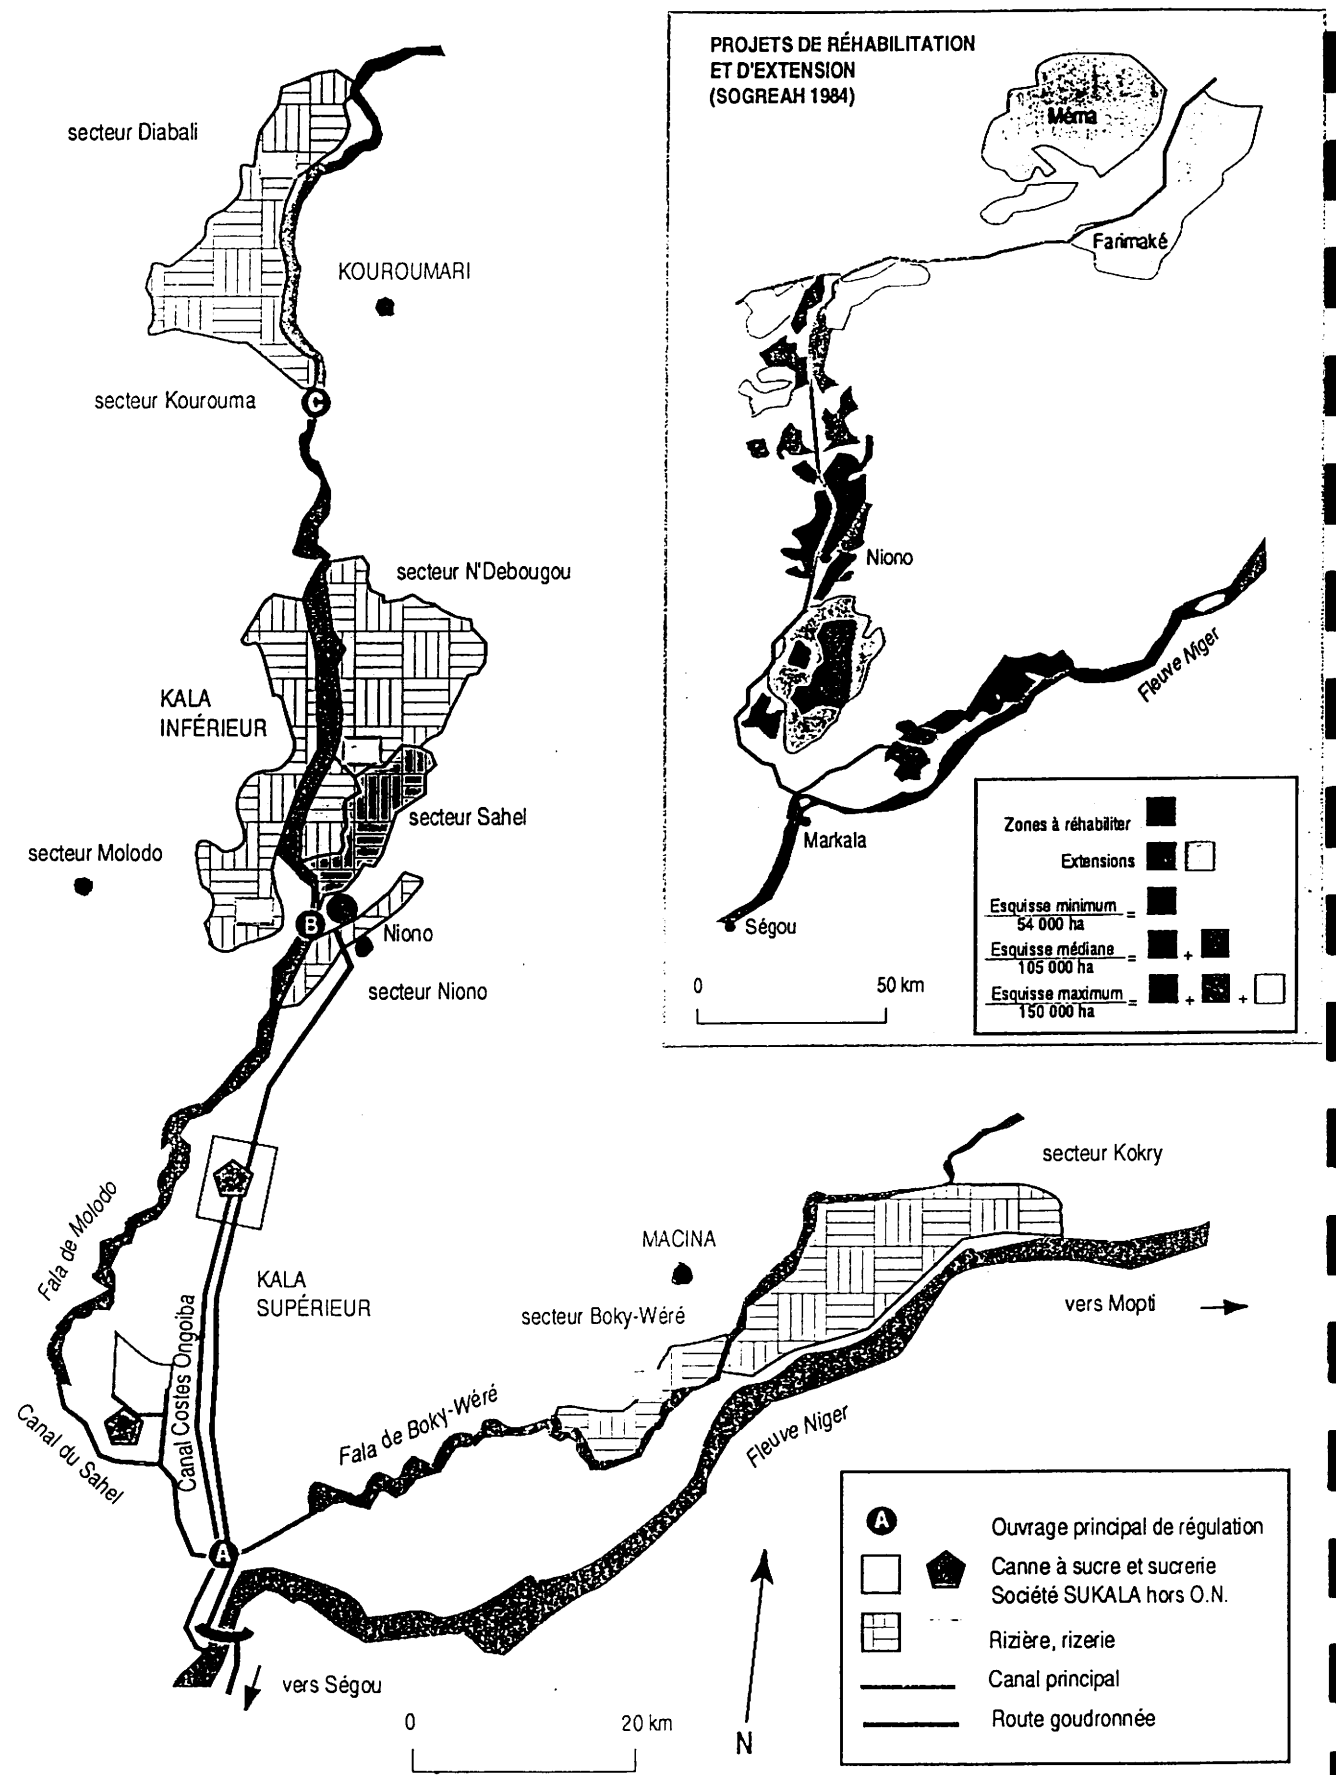 PROJETS DE RÉHABILITATION
ET D'EXTENSION
(SOGREAH 1984)
Méma
Farimaké
Niono
Fleuve Niger
Markala
Ségou
0 50 km
Zones à réhabiliter
Extensions
Esquisse minimum
54 000 ha
=
Esquisse médiane
105 000 ha
= +
Esquisse maximum
150 000 ha
= + +
secteur Diabali
KOUROUMARI
secteur Kourouma
C
secteur N'Debougou
KALA
INFÉRIEUR
secteur Sahel
secteur Molodo
B
Niono
secteur Niono
Fala de Molodo
KALA
SUPÉRIEUR
Canal Costes Ongoiba
Canal du Sahel
A
secteur Kokry
MACINA
secteur Boky-Wéré
vers Mopti
Fala de Boky-Wéré
Fleuve Niger
vers Ségou
0 20 km
N
A
Ouvrage principal de régulation
Canne à sucre et sucrerie
Société SUKALA hors O.N.
Rizière, rizerie
Canal principal
Route goudronnée